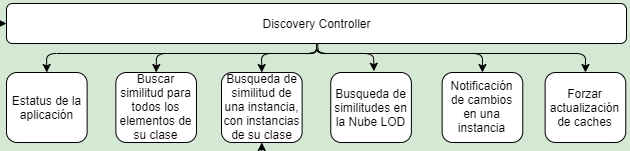 Discovery Controller
Estatus de la
aplicación
Buscar
similitud para
todos los
elementos de
su clase
Busqueda de
similitud de
una instancia,
con instancias
de su clase
Busqueda de
similitudes en
la Nube LOD
Notificación
de cambios en
una
instancia
Forzar
actualización
de caches